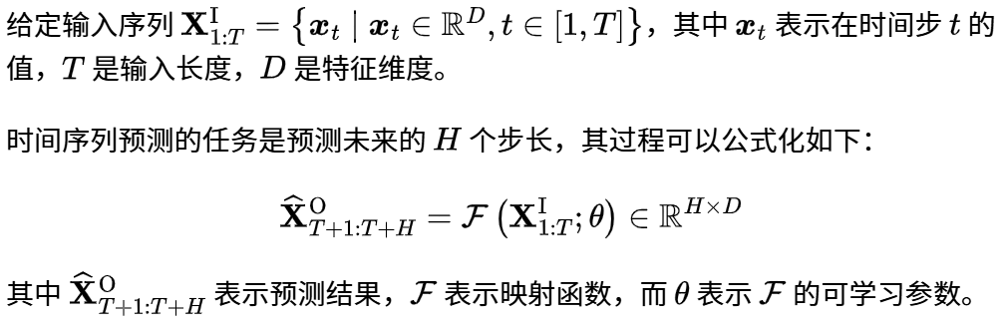 给定输入序列 $\mathbf{X}_{1:T}^{\mathrm{I}} = \left\{ \boldsymbol{x}_t \mid \boldsymbol{x}_t \in \mathbb{R}^D, t \in [1, T] \right\}$，其中 $\boldsymbol{x}_t$ 表示在时间步 $t$ 的
值，$T$ 是输入长度，$D$ 是特征维度。
时间序列预测的任务是预测未来的 $H$ 个步长，其过程可以公式化如下：
$\widehat{\mathbf{X}}_{T+1:T+H}^{\mathrm{O}} = \mathcal{F}\left(\mathbf{X}_{1:T}^{\mathrm{I}}; \theta\right) \in \mathbb{R}^{H \times D}$
其中 $\widehat{\mathbf{X}}_{T+1:T+H}^{\mathrm{O}}$ 表示预测结果，$\mathcal{F}$ 表示映射函数，而 $\theta$ 表示 $\mathcal{F}$ 的可学习参数。